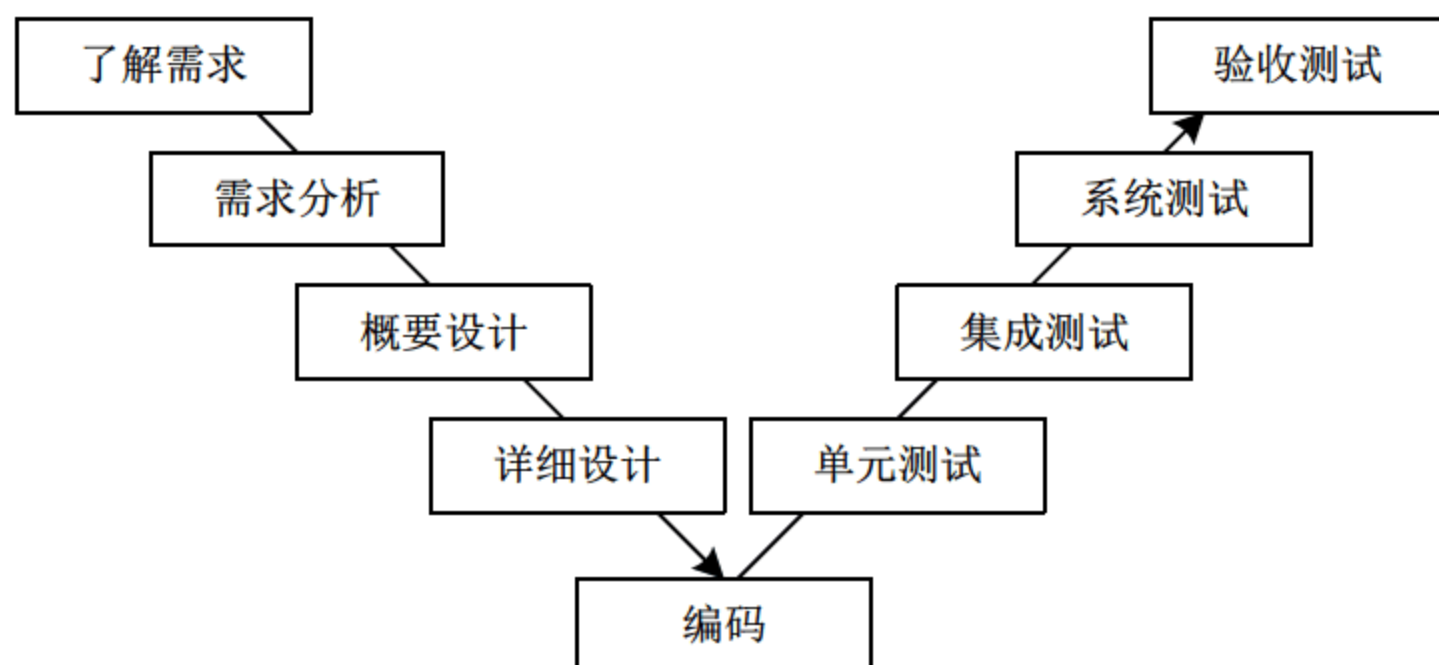 了解需求
验收测试
需求分析
系统测试
概要设计
集成测试
详细设计
单元测试
编码